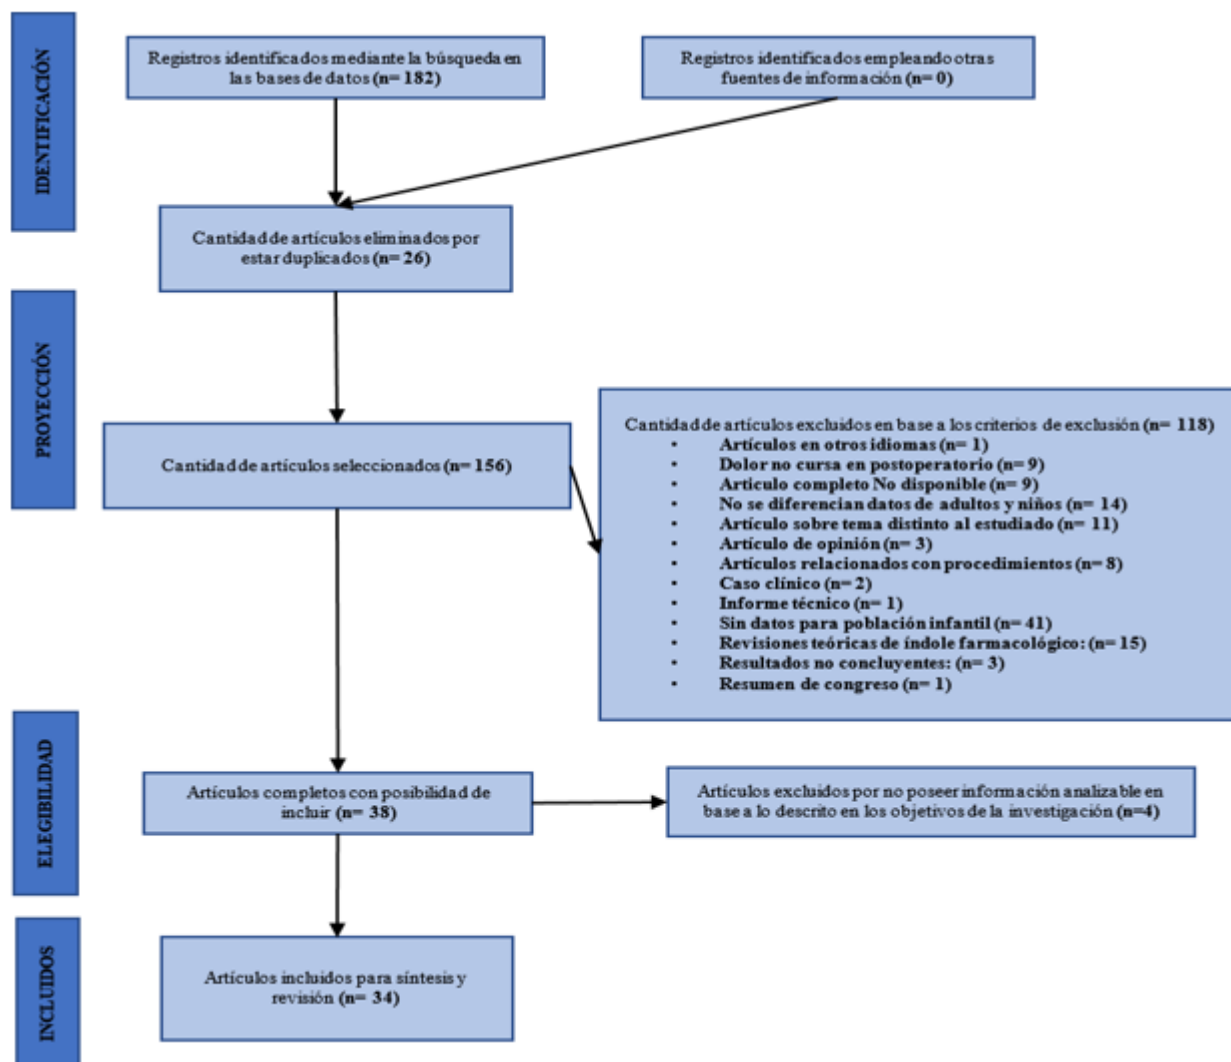 IDENTIFICACIÓN
Registros identificados mediante la búsqueda en
las bases de datos (n= 182)
Registros identificados empleando otras
fuentes de información (n= 0)
Cantidad de artículos eliminados por
estar duplicados (n= 26)
PROYECCIÓN
Cantidad de artículos seleccionados (n= 156)
Cantidad de artículos excluidos en base a los criterios de exclusión (n= 118)
• Artículos en otros idiomas (n= 1)
• Dolor no cursa en postoperatorio (n= 9)
• Articulo completo No disponible (n= 9)
• No se diferencian datos de adultos y niños (n= 14)
• Artículo sobre tema distinto al estudiado (n= 11)
• Artículo de opinión (n= 3)
• Artículos relacionados con procedimientos (n= 8)
• Caso clínico (n= 2)
• Informe técnico (n= 1)
• Sin datos para población infantil (n= 41)
• Revisiones teóricas de índole farmacológico: (n= 15)
• Resultados no concluyentes: (n= 3)
• Resumen de congreso (n= 1)
ELEGIBILIDAD
Artículos completos con posibilidad de
incluir (n= 38)
Artículos excluidos por no poseer información analizable en
base a lo descrito en los objetivos de la investigación (n=4)
INCLUIDOS
Artículos incluidos para síntesis y
revisión (n= 34)